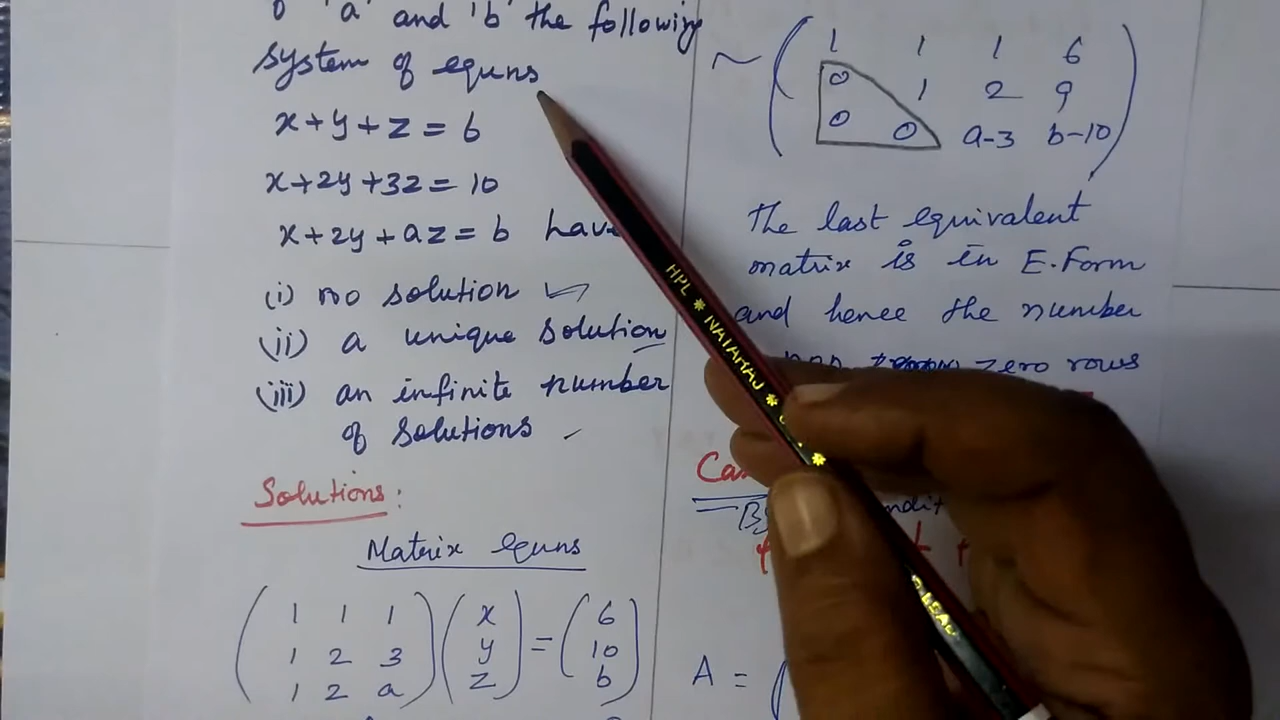 'a' and 'b' the following
system of equns
x+y+z = 6
x+2y+3z = 10
x+2y+az = b have
(i) no solution
(ii) a unique solution
(iii) an infinite number
of solutions
Solutions:
Matrix equns
( 1 1 1 ) ( x ) = ( 6 )
1 2 3 y 10
1 2 a z b
~ ( 1 1 1 6 )
0 1 2 9
0 0 a-3 b-10
The last equivalent
matrix is in E.Form
and hence the number
zero rows
A = (
HPL * NATARAJ *